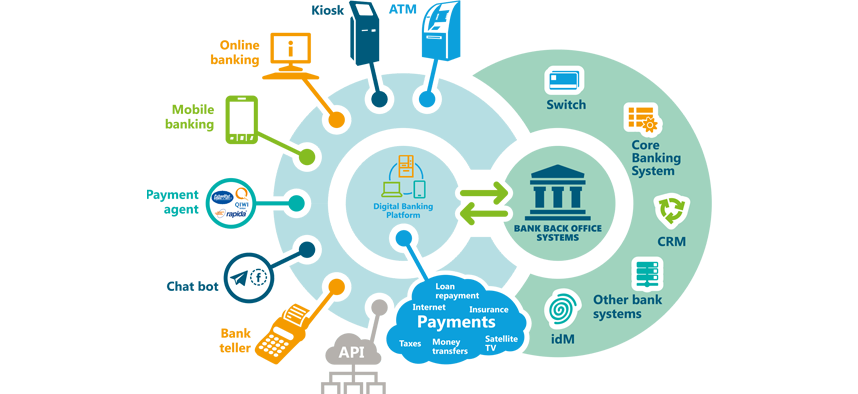 Kiosk
ATM
Online
banking
Mobile
banking
Payment
agent
QIWI
rapida
Chat bot
Bank
teller
API
Digital Banking
Platform
Loan
repayment
Internet
Insurance
Payments
Taxes
Money
transfers
Satellite
TV
BANK BACK OFFICE
SYSTEMS
Switch
Core
Banking
System
CRM
Other bank
systems
idM